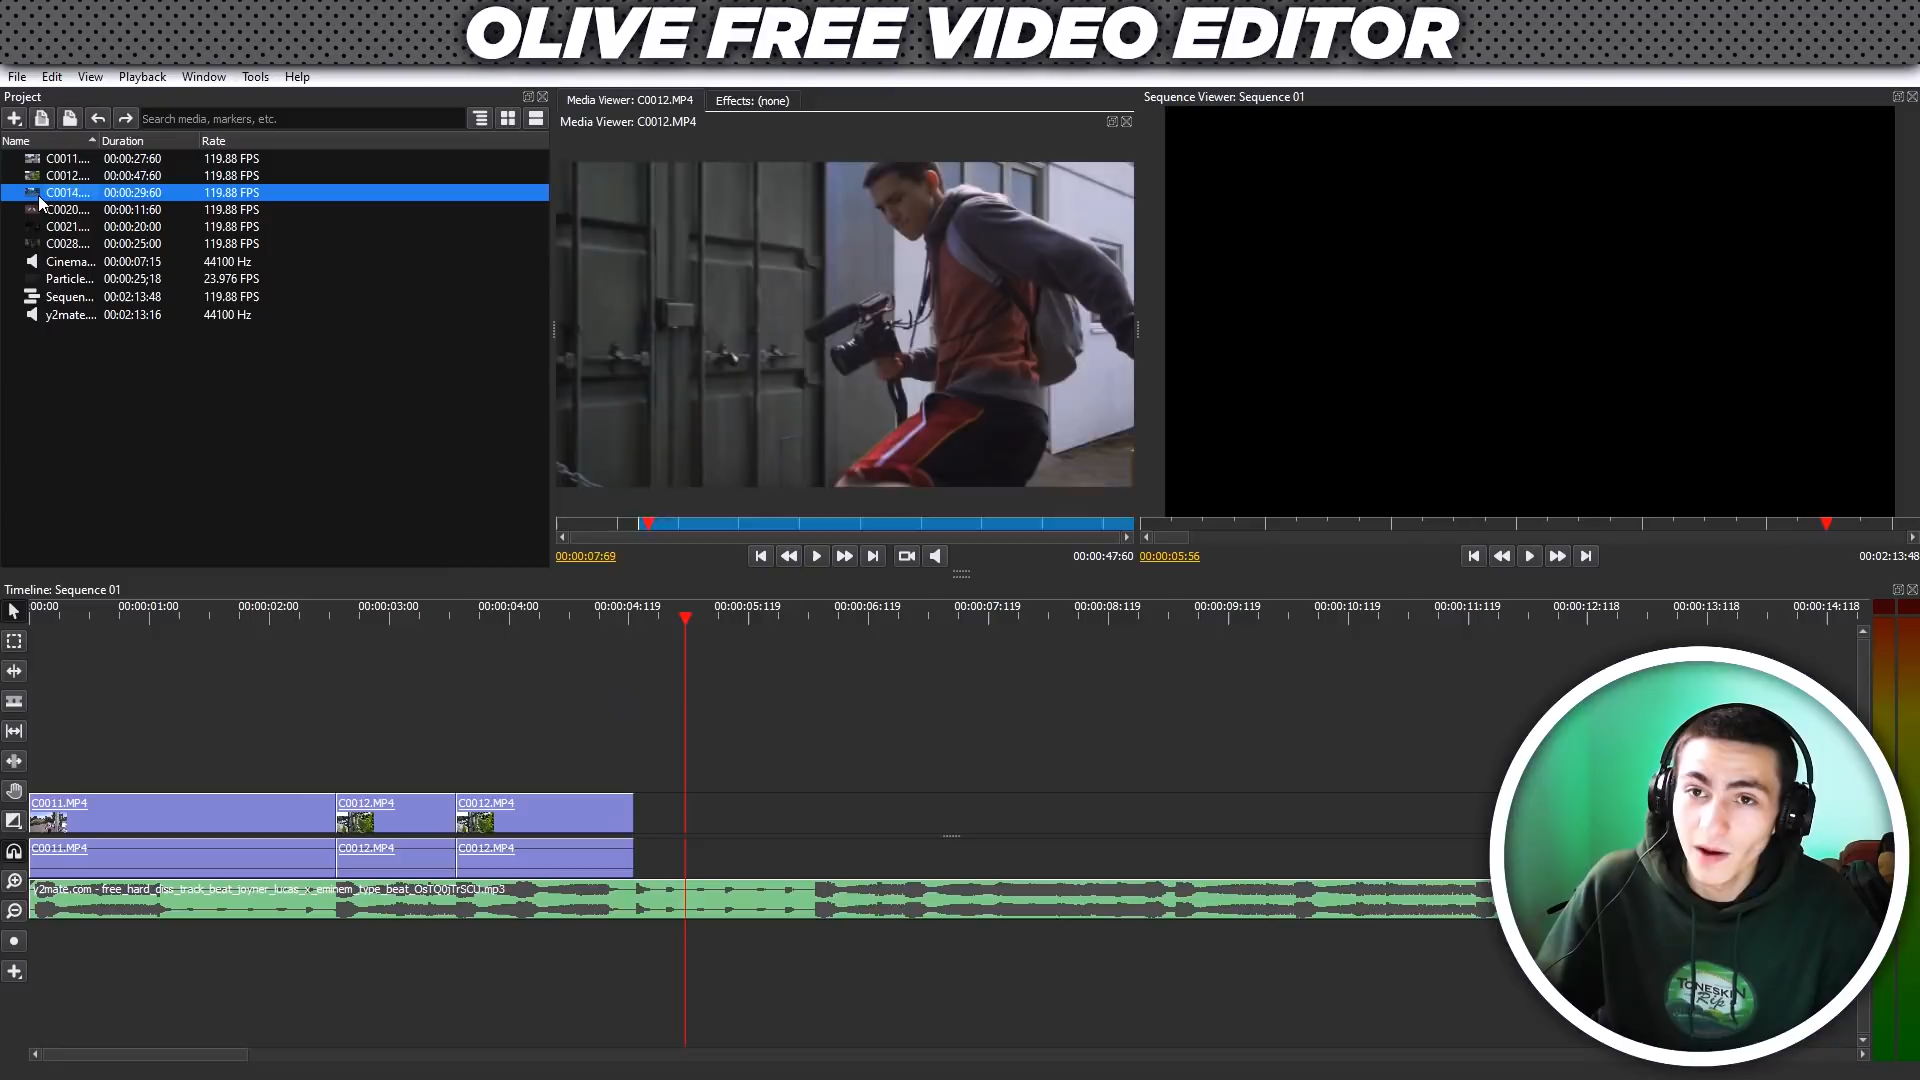 OLIVE FREE VIDEO EDITOR
File Edit View Playback Window Tools Help
Project
Search media, markers, etc.
Name Duration Rate
C0011.... 00:00:27:60 119.88 FPS
C0012.... 00:00:47:60 119.88 FPS
C0014.... 00:00:29:60 119.88 FPS
C0020.... 00:00:11:60 119.88 FPS
C0021.... 00:00:20:00 119.88 FPS
C0028.... 00:00:25:00 119.88 FPS
Cinema... 00:00:07:15 44100 Hz
Particle... 00:00:25;18 23.976 FPS
Sequen... 00:02:13:48 119.88 FPS
y2mate.... 00:02:13:16 44100 Hz
Media Viewer: C0012.MP4 Effects: (none)
Media Viewer: C0012.MP4
00:00:07:69 00:00:47:60
Sequence Viewer: Sequence 01
00:00:05:56 00:02:13:48
Timeline: Sequence 01
00:00 00:00:01:00 00:00:02:00 00:00:03:00 00:00:04:00 00:00:04:119 00:00:05:119 00:00:06:119 00:00:07:119 00:00:08:119 00:00:09:119 00:00:10:119 00:00:11:119 00:00:12:118 00:00:13:118 00:00:14:118
C0011.MP4 C0012.MP4 C0012.MP4
C0011.MP4 C0012.MP4 C0012.MP4
y2mate.com - free_hard_diss_track_beat_joyner_lucas_x_eminem_type_beat_OsTQ0jTrSCU.mp3
TONESKIN
Rip